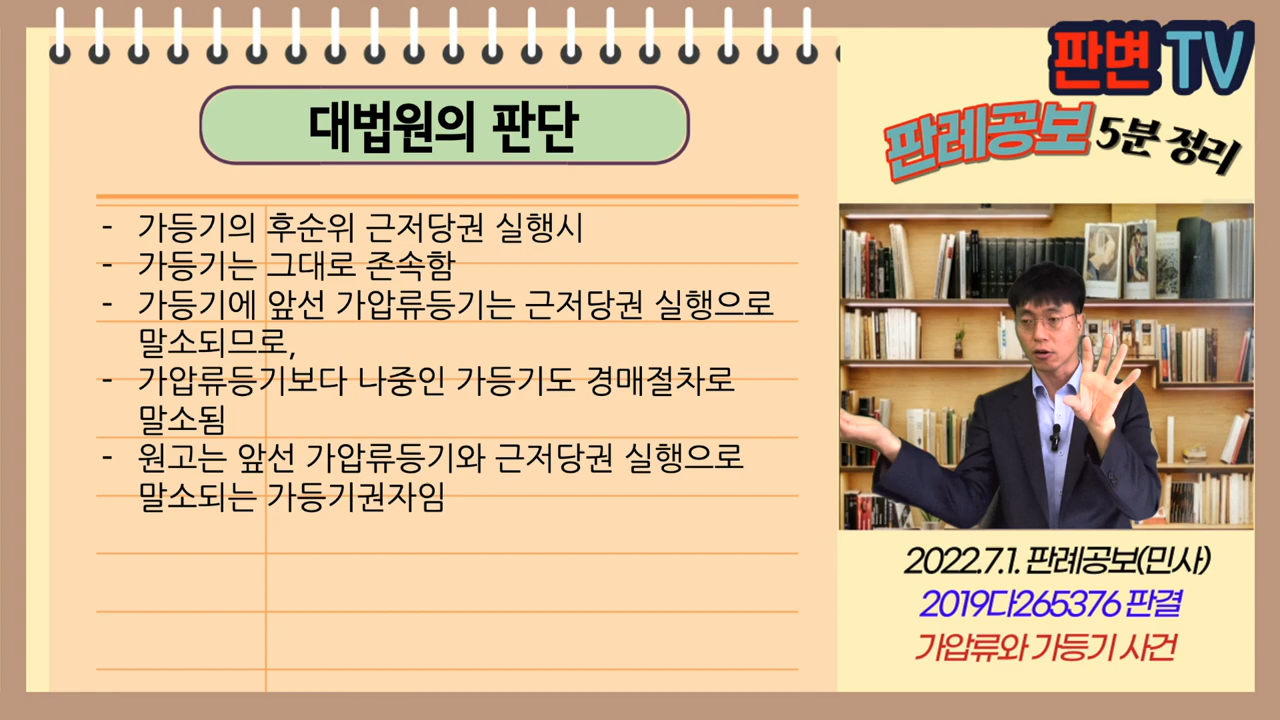 대법원의 판단
- 가등기의 후순위 근저당권 실행시
- 가등기는 그대로 존속함
- 가등기에 앞선 가압류등기는 근저당권 실행으로
말소되므로,
- 가압류등기보다 나중인 가등기도 경매절차로
말소됨
- 원고는 앞선 가압류등기와 근저당권 실행으로
말소되는 가등기권자임
판변 TV
판례공보 5분 정리
2022.7.1. 판례공보(민사)
2019다265376 판결
가압류와 가등기 사건